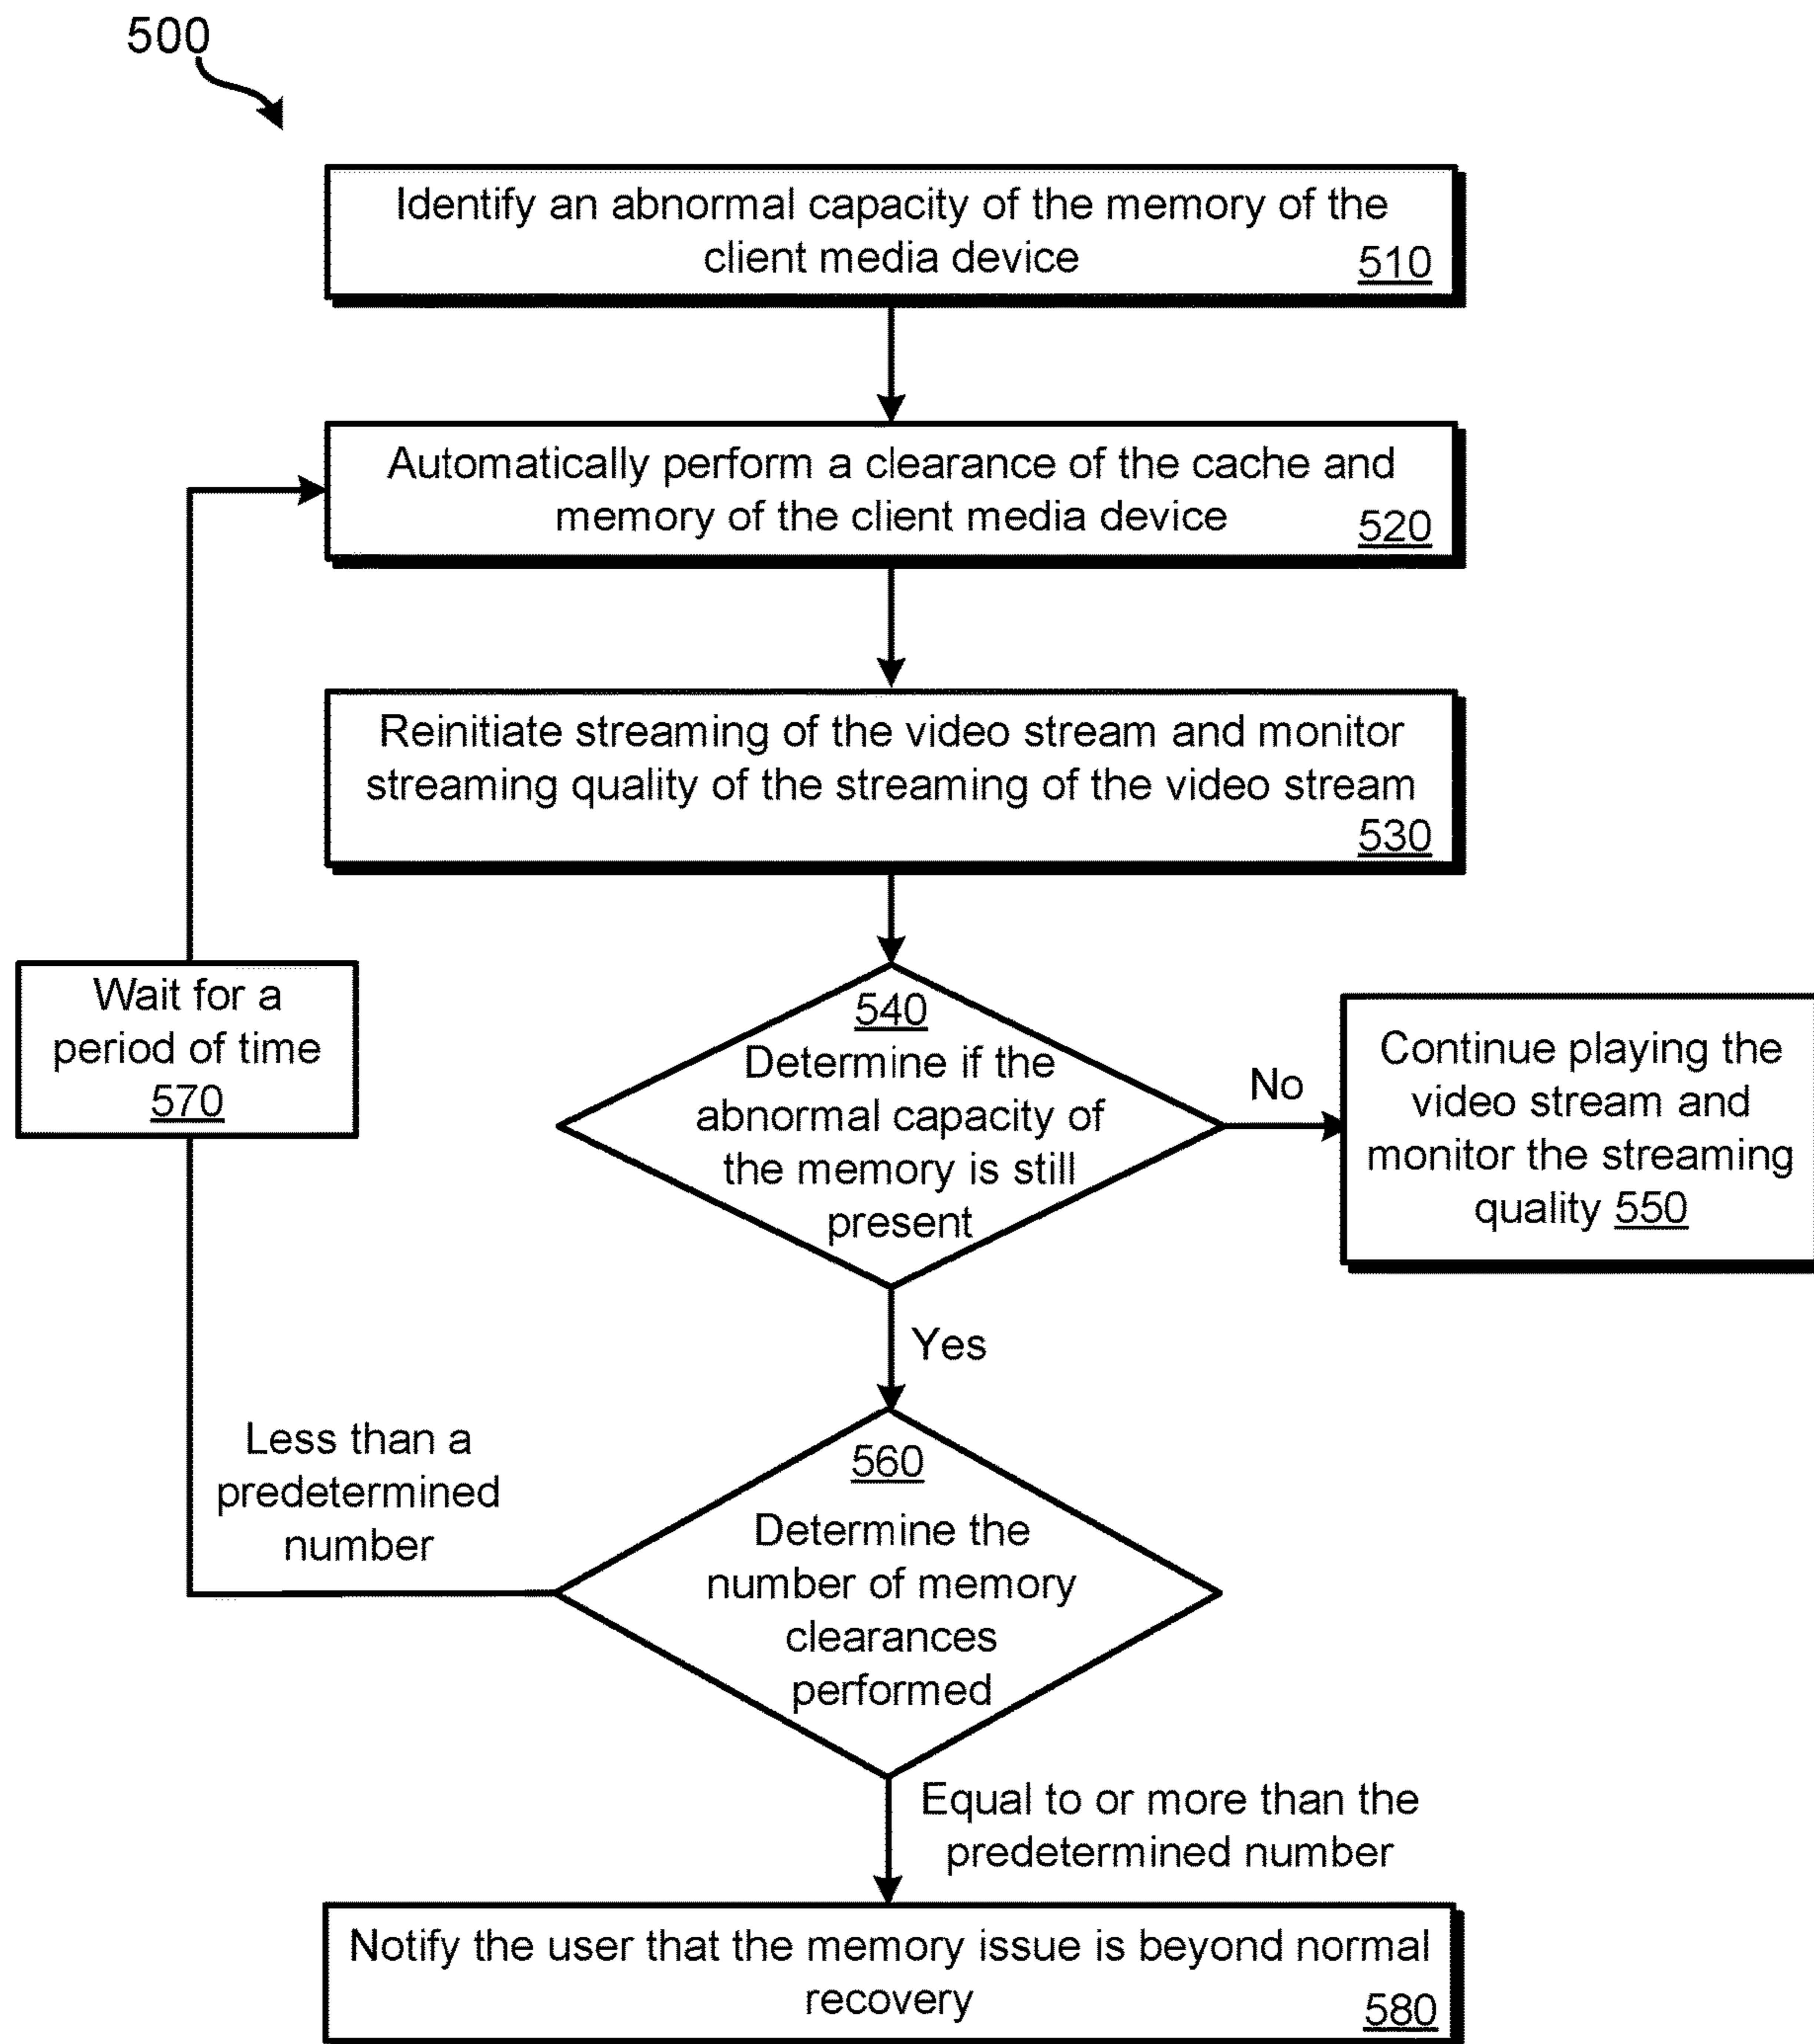 500
Identify an abnormal capacity of the memory of the
client media device
510
Automatically perform a clearance of the cache and
memory of the client media device
520
Reinitiate streaming of the video stream and monitor
streaming quality of the streaming of the video stream
530
Wait for a
period of time
570
540
Determine if the
abnormal capacity of
the memory is still
present
No
Continue playing the
video stream and
monitor the streaming
quality 550
Yes
Less than a
predetermined
number
560
Determine the
number of memory
clearances
performed
Equal to or more than the
predetermined number
Notify the user that the memory issue is beyond normal
recovery
580